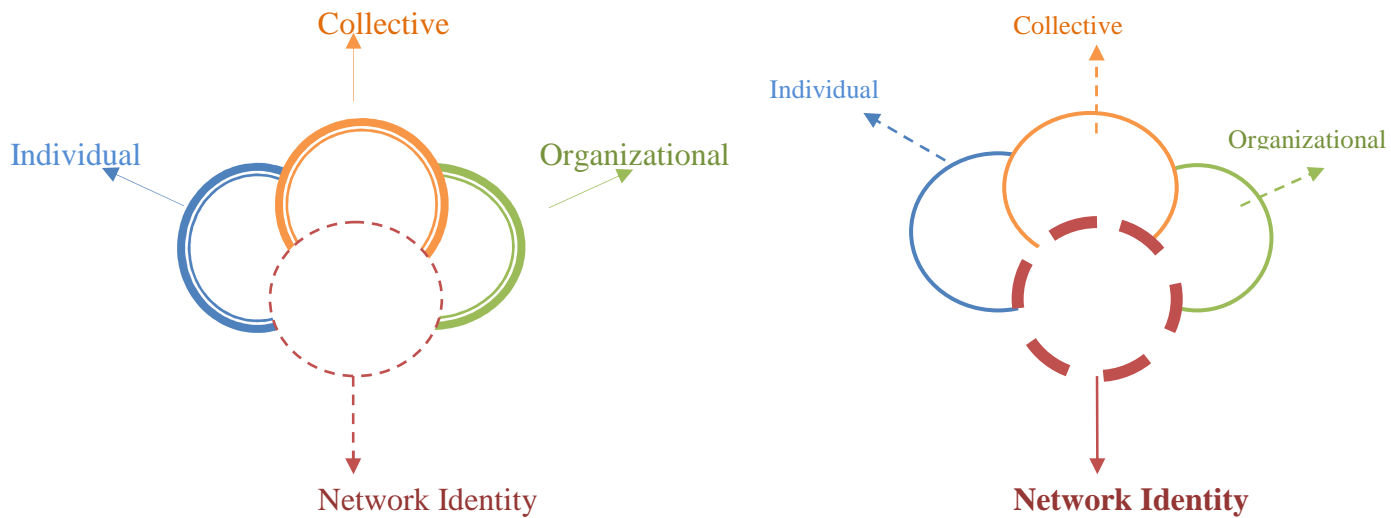 Collective
Individual
Organizational
Network Identity
Collective
Individual
Organizational
Network Identity